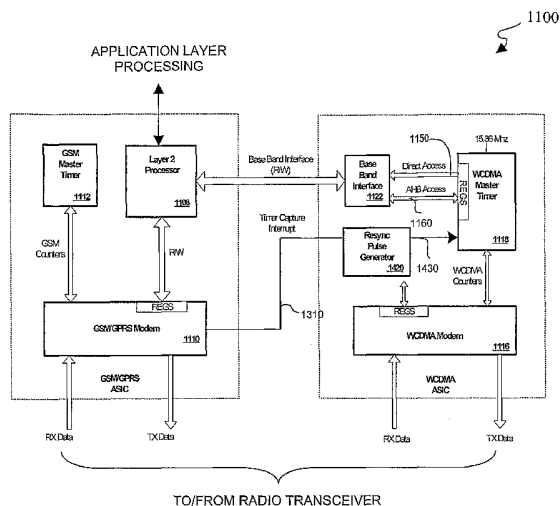 1100
APPLICATION LAYER
PROCESSING
GSM
Master
Timer
1112
Layer 2
Processor
1108
Base Band Interface
(R/W)
Base
Band
Interface
1122
1150
Direct Access
AHB Access
1160
15.36 Mhz
REGS
WCDMA
Master
Timer
1118
GSM
Counters
R/W
Timer Capture
Interrupt
Resync
Pulse
Generator
1420
1430
WCDMA
Counters
REGS
GSM/GPRS Modem
1110
1310
REGS
WCDMA Modem
1116
GSM/GPRS
ASIC
WCDMA
ASIC
RX Data
TX Data
RX Data
TX Data
TO/FROM RADIO TRANSCEIVER